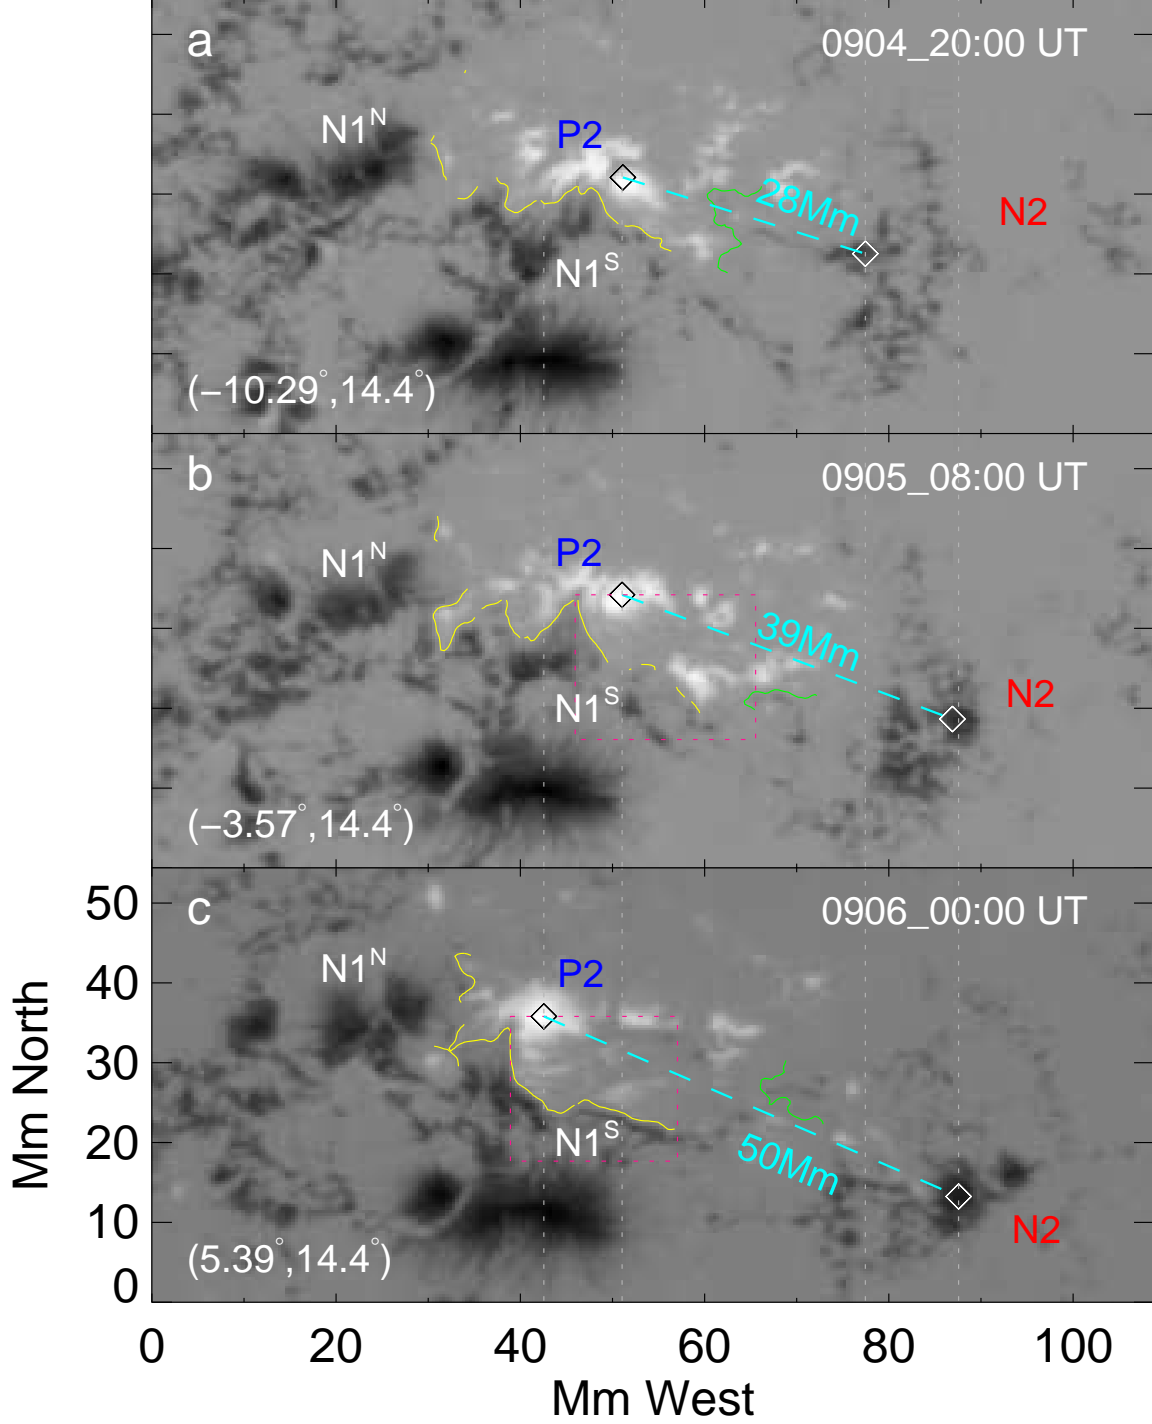 a
0904_20:00 UT
N1ᴺ
P2
28Mm
N2
N1ˢ
(−10.29°,14.4°)
b
0905_08:00 UT
N1ᴺ
P2
39Mm
N2
N1ˢ
(−3.57°,14.4°)
c
0906_00:00 UT
N1ᴺ
P2
N1ˢ
50Mm
N2
(5.39°,14.4°)
50
40
30
20
10
0
Mm North
0 20 40 60 80 100
Mm West